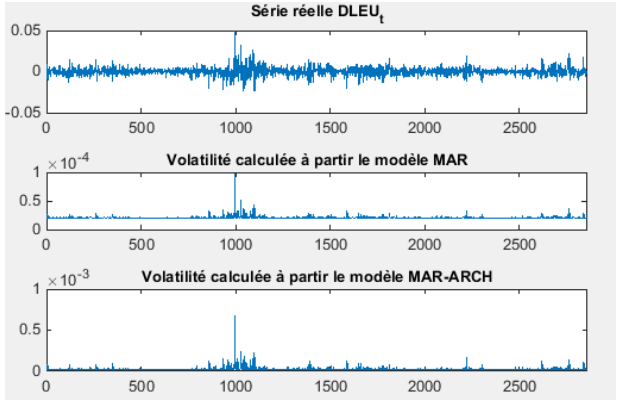 Série réelle DLEUt
0.05
0
-0.05
0 500 1000 1500 2000 2500
Volatilité calculée à partir le modèle MAR
1 ×10-4
0.5
0
0 500 1000 1500 2000 2500
Volatilité calculée à partir le modèle MAR-ARCH
1 ×10-3
0.5
0
0 500 1000 1500 2000 2500